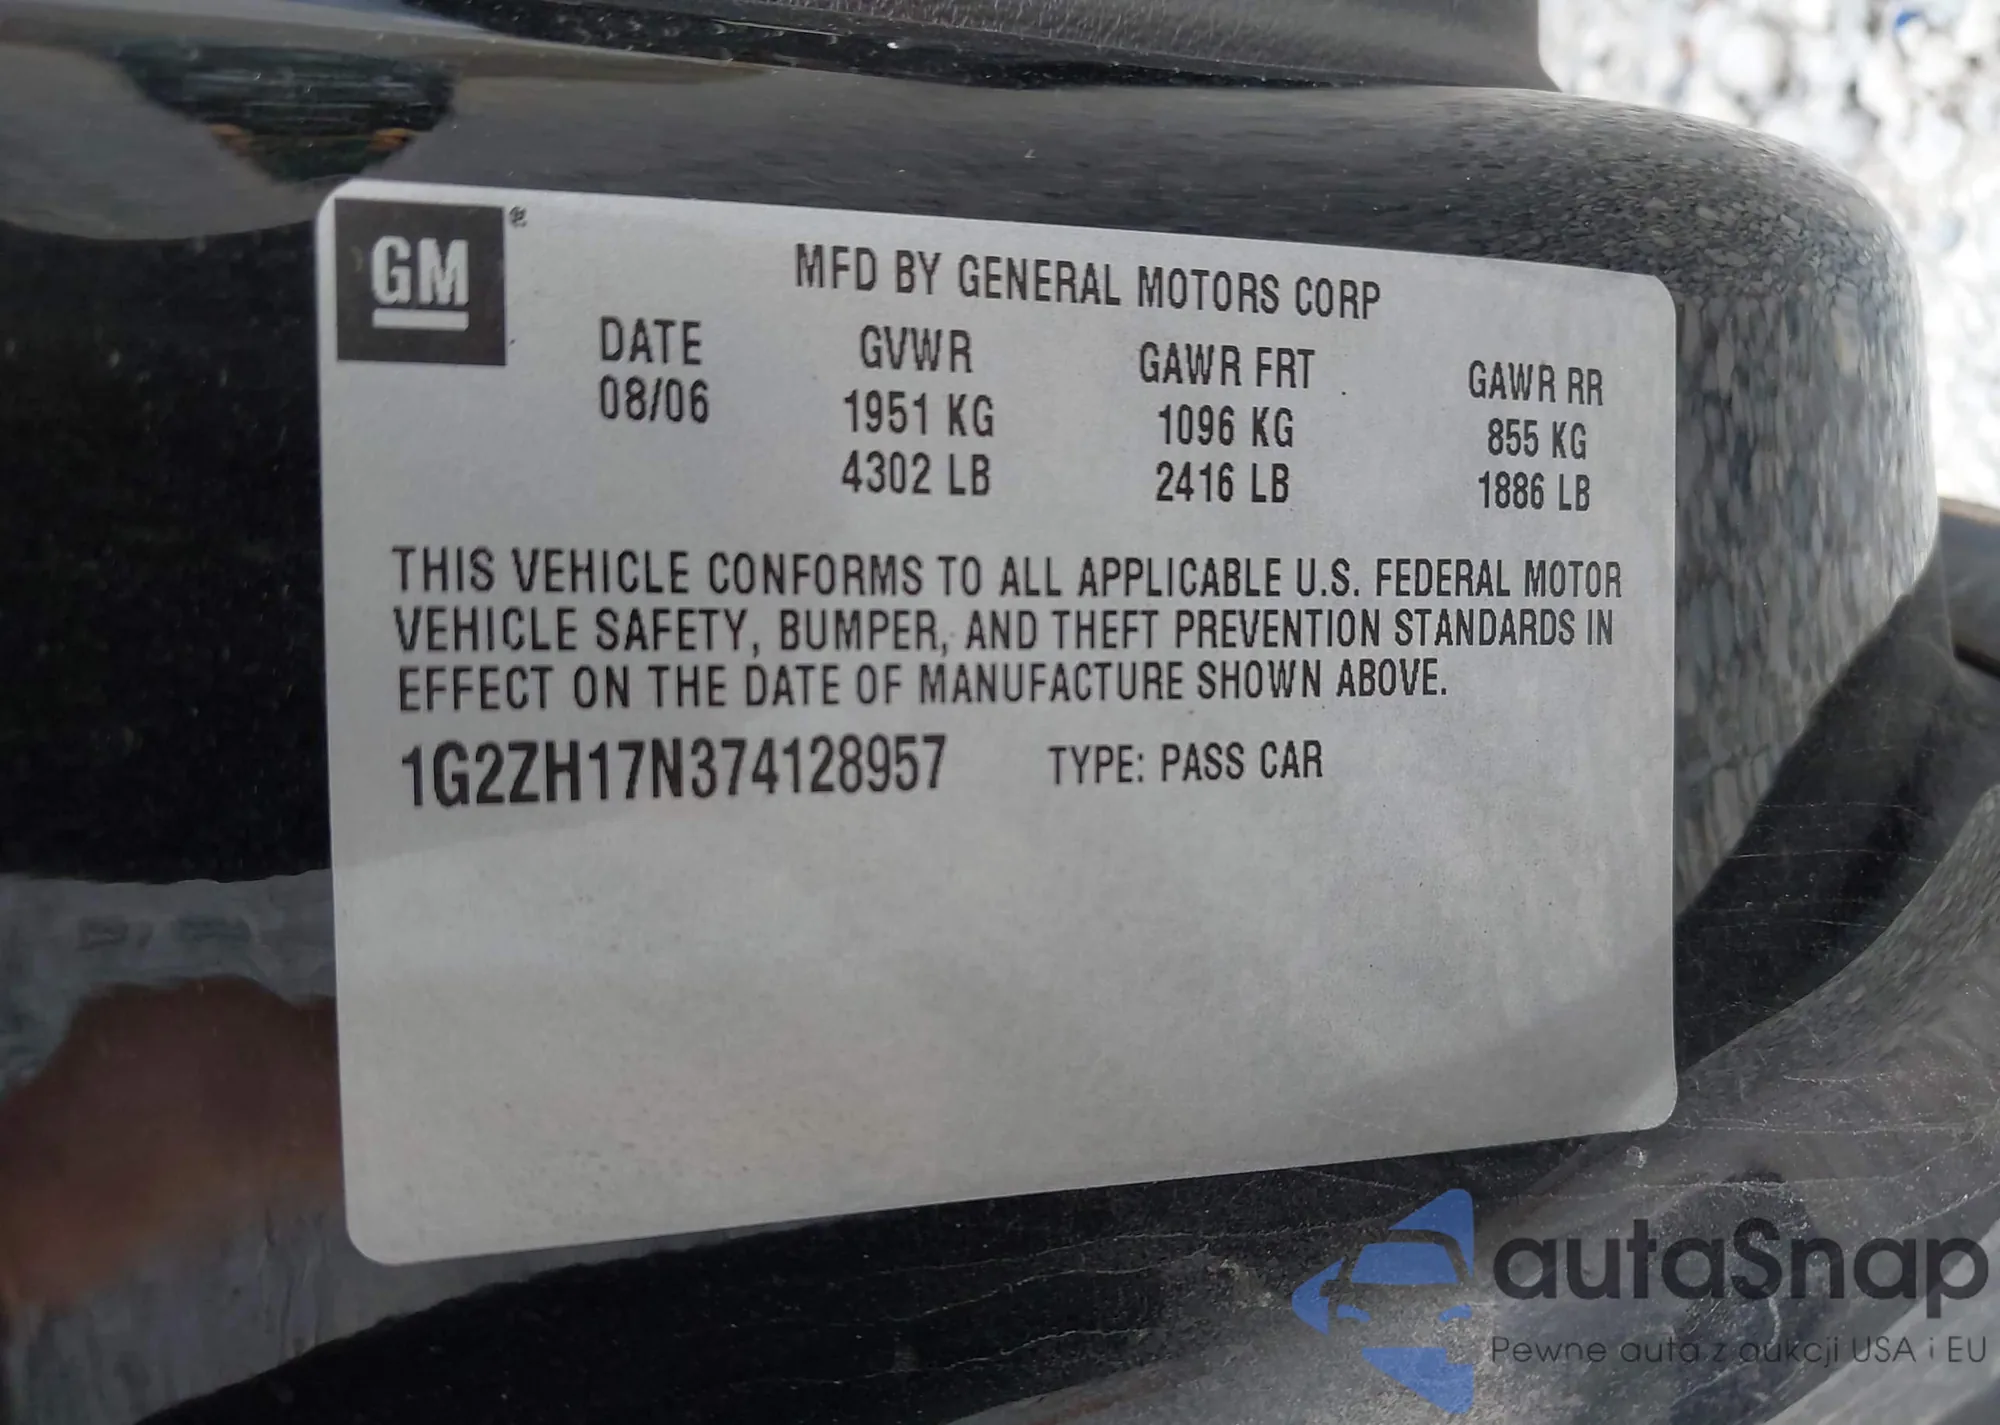 GM ®
MFD BY GENERAL MOTORS CORP
DATE GVWR GAWR FRT GAWR RR
08/06 1951 KG 1096 KG 855 KG
4302 LB 2416 LB 1886 LB
THIS VEHICLE CONFORMS TO ALL APPLICABLE U.S. FEDERAL MOTOR
VEHICLE SAFETY, BUMPER, AND THEFT PREVENTION STANDARDS IN
EFFECT ON THE DATE OF MANUFACTURE SHOWN ABOVE.
1G2ZH17N374128957 TYPE: PASS CAR
autaSnap
Pewne auta z aukcji USA i EU